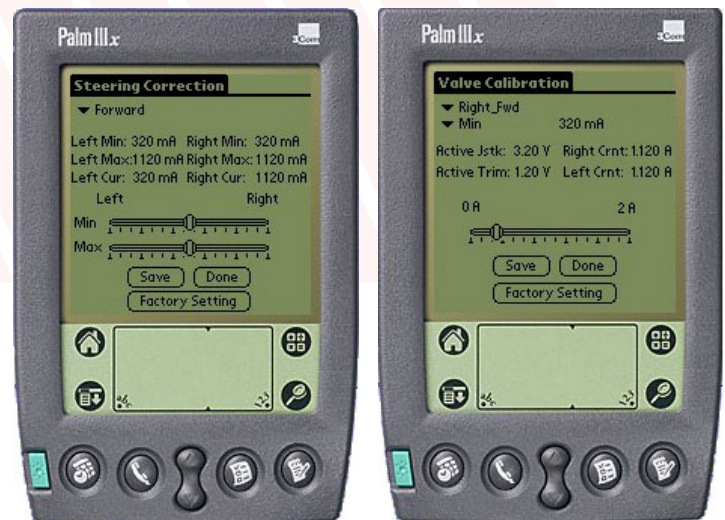 Palm IIIx
3Com
Steering Correction
Forward
Left Min: 320 mA Right Min: 320 mA
Left Max:1120 mA Right Max:1120 mA
Left Cur: 320 mA Right Cur: 1120 mA
Left Right
Min
Max
Save Done
Factory Setting
Palm IIIx
3Com
Valve Calibration
Right_Fwd
Min 320 mA
Active Jstk: 3.20 V Right Crnt: 1.120 A
Active Trim: 1.20 V Left Crnt: 1.120 A
0 A 2 A
Save Done
Factory Setting